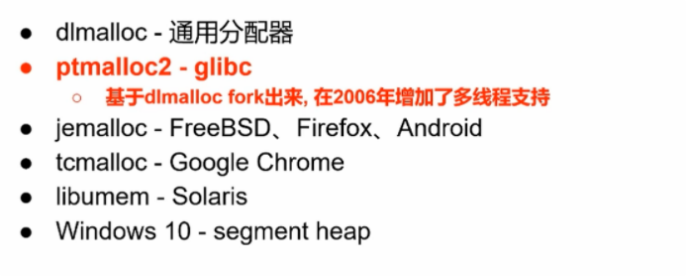 dlmalloc - 通用分配器
ptmalloc2 - glibc
基于dlmalloc fork出来, 在2006年增加了多线程支持
jemalloc - FreeBSD、Firefox、Android
tcmalloc - Google Chrome
libumem - Solaris
Windows 10 - segment heap